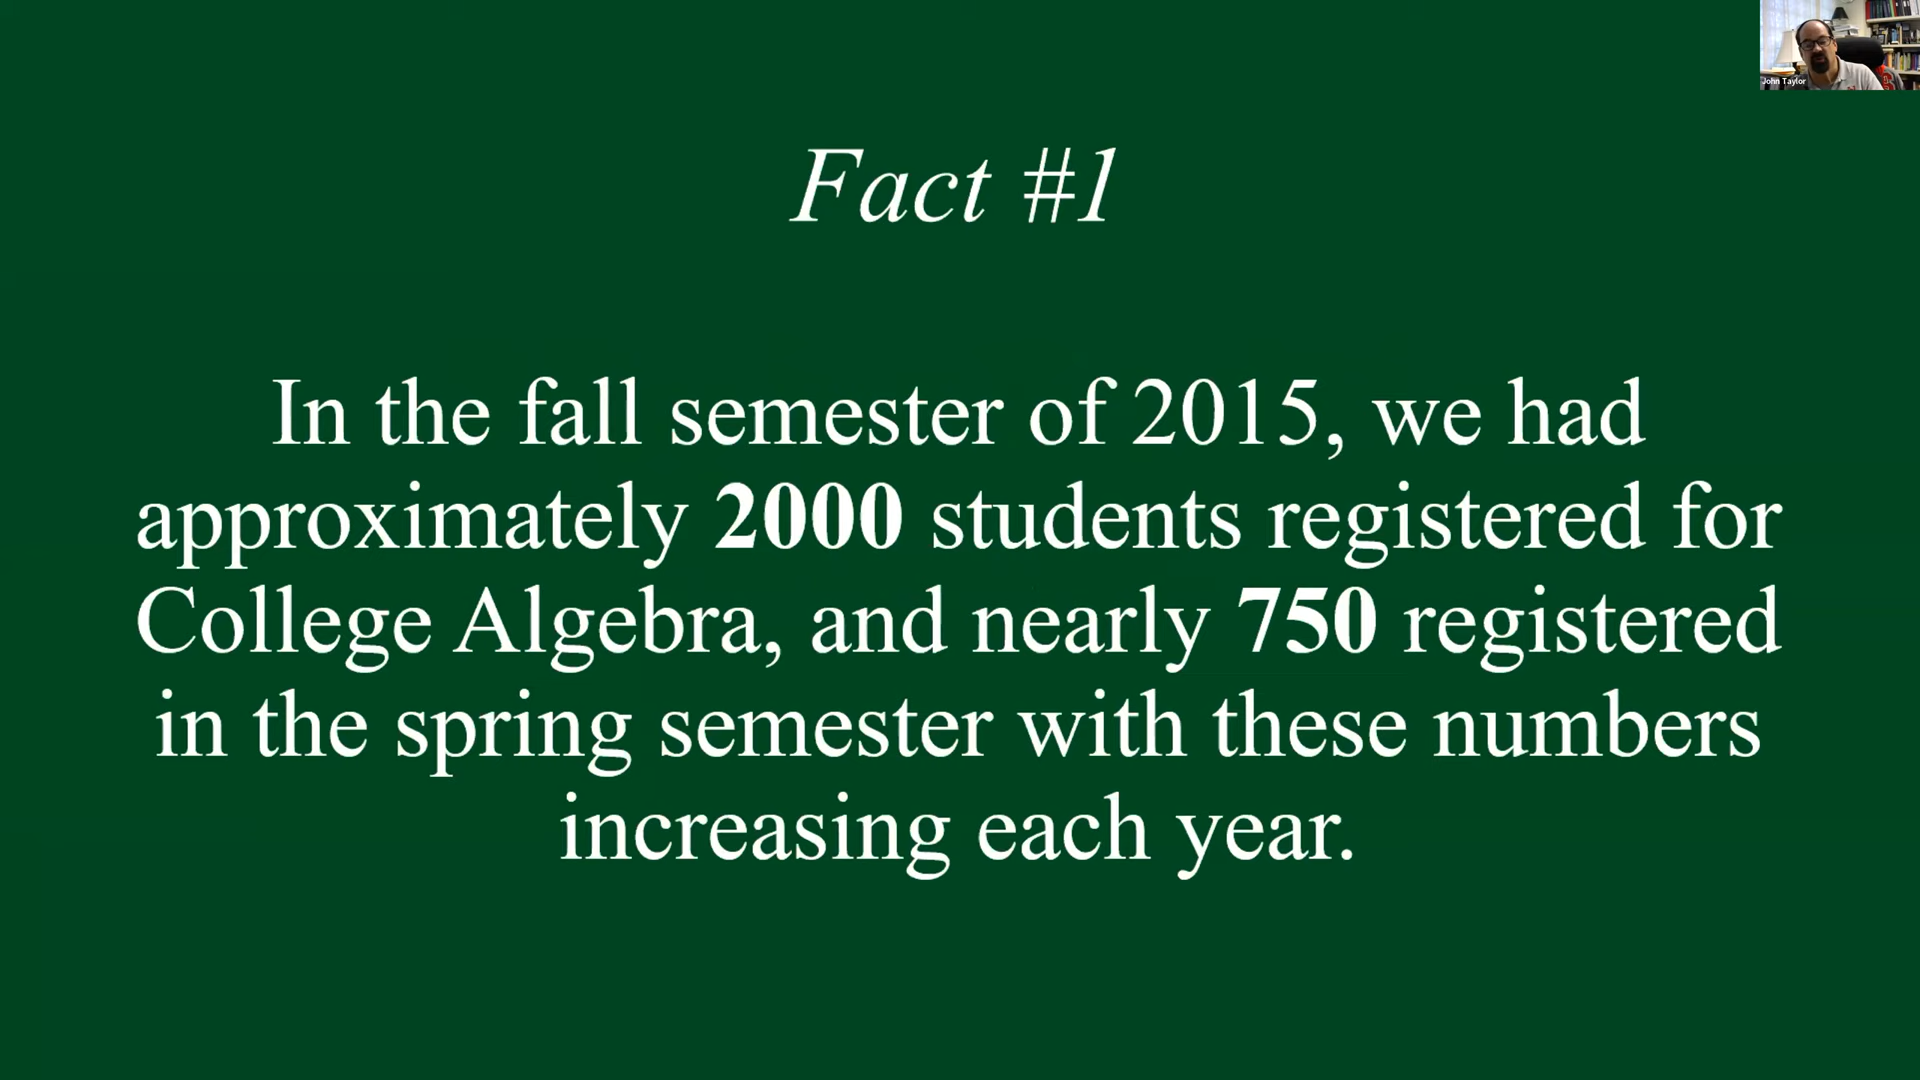 John Taylor
Fact #1
In the fall semester of 2015, we had
approximately 2000 students registered for
College Algebra, and nearly 750 registered
in the spring semester with these numbers
increasing each year.